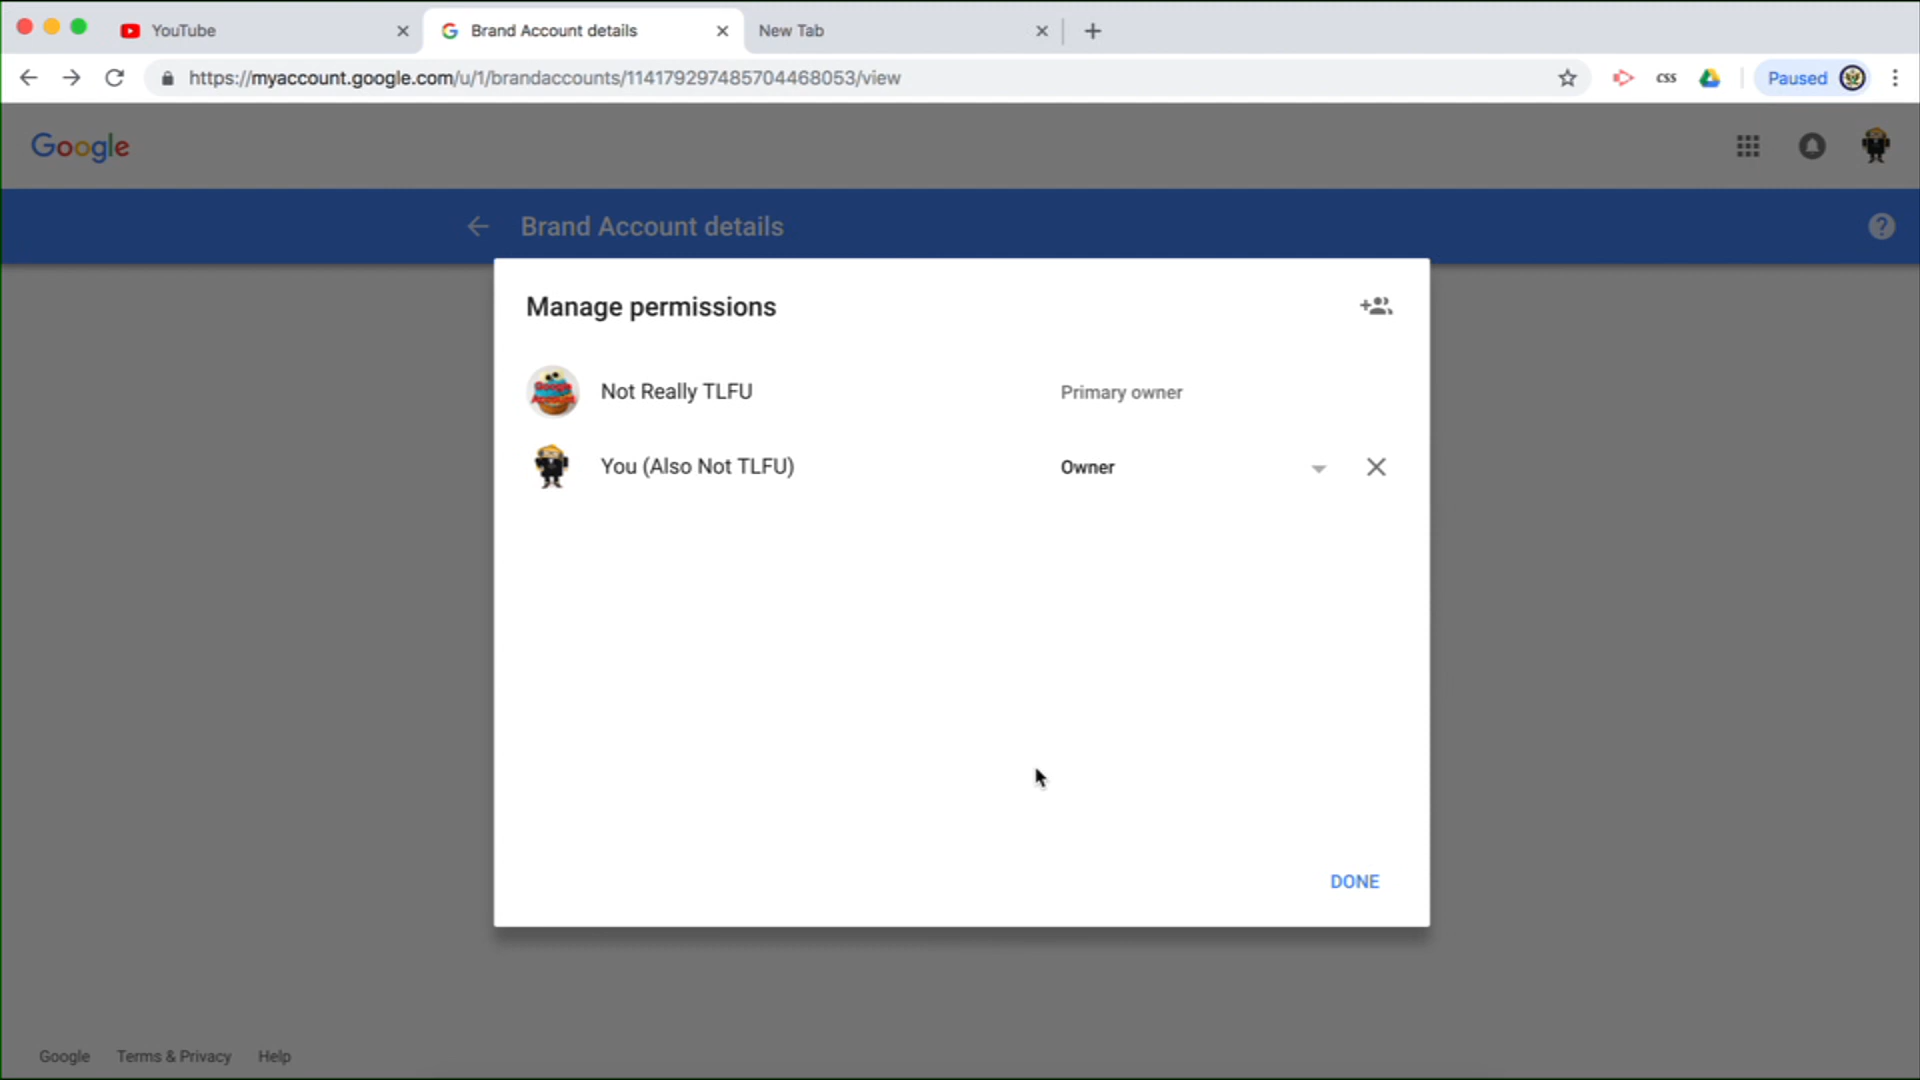 YouTube
Brand Account details
New Tab
https://myaccount.google.com/u/1/brandaccounts/114179297485704468053/view
CSS
Paused
Google
Brand Account details
Manage permissions
Not Really TLFU
Primary owner
You (Also Not TLFU)
Owner
DONE
Google Terms & Privacy Help